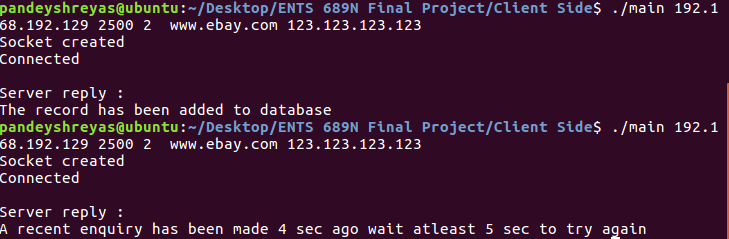 pandeyshreyas@ubuntu:~/Desktop/ENTS 689N Final Project/Client Side$ ./main 192.1
68.192.129 2500 2  www.ebay.com 123.123.123.123
Socket created
Connected
Server reply :
The record has been added to database
pandeyshreyas@ubuntu:~/Desktop/ENTS 689N Final Project/Client Side$ ./main 192.1
68.192.129 2500 2  www.ebay.com 123.123.123.123
Socket created
Connected
Server reply :
A recent enquiry has been made 4 sec ago wait atleast 5 sec to try again